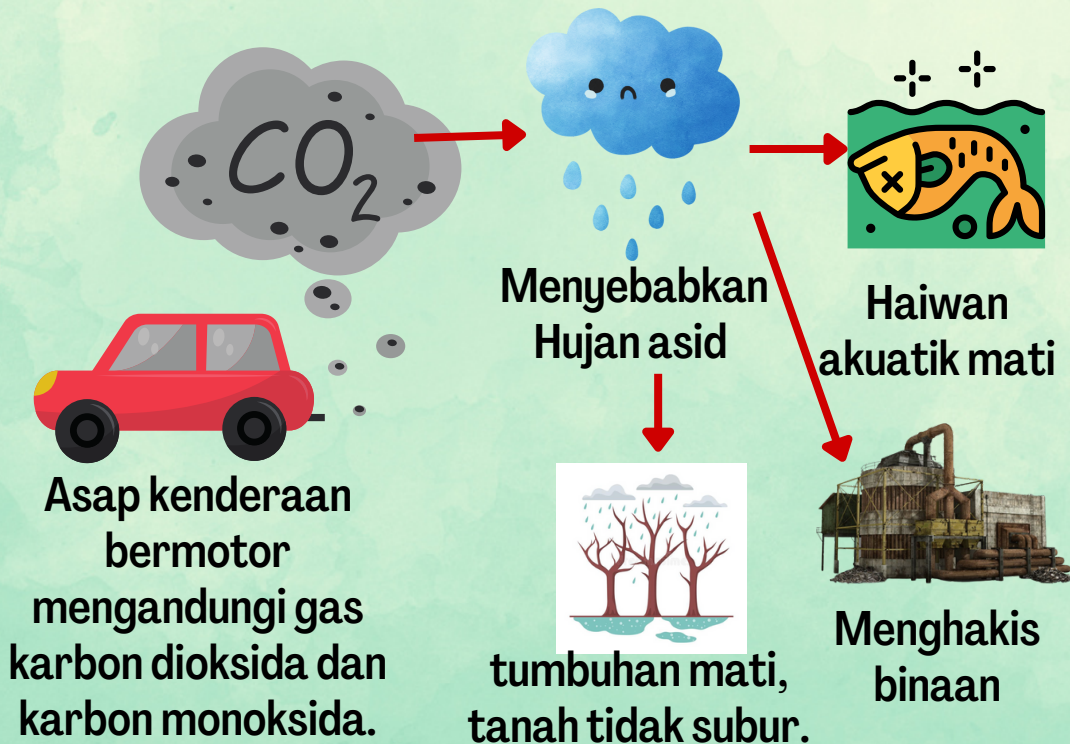 CO2
Menyebabkan
Hujan asid
Haiwan
akuatik mati
Asap kenderaan
bermotor
mengandungi gas
karbon dioksida dan
karbon monoksida.
tumbuhan mati,
tanah tidak subur.
Menghakis
binaan